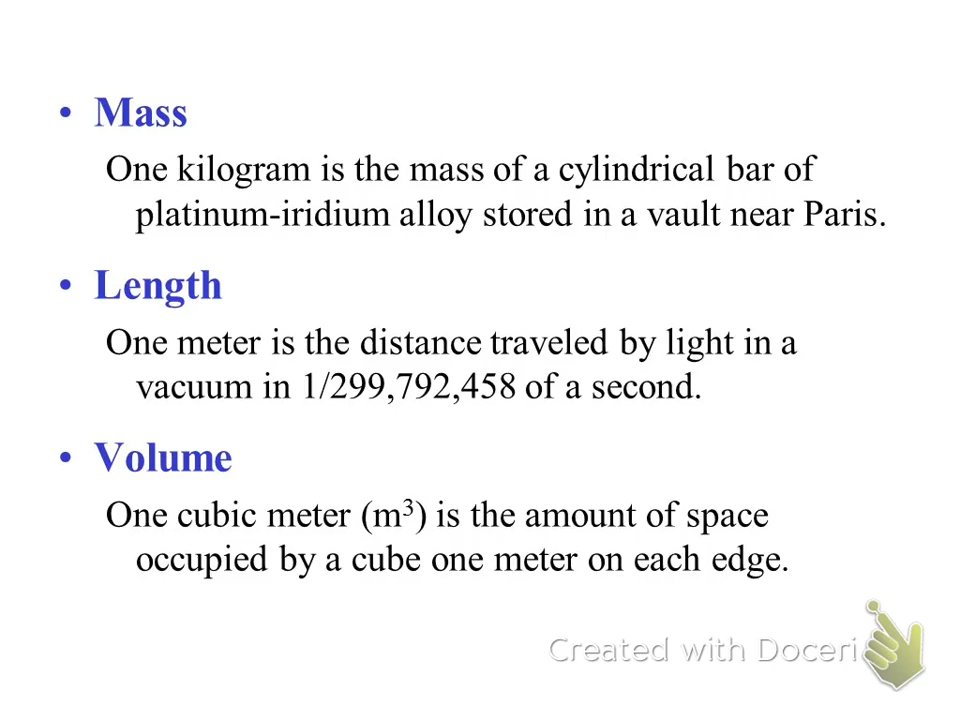 • Mass
One kilogram is the mass of a cylindrical bar of
platinum-iridium alloy stored in a vault near Paris.
• Length
One meter is the distance traveled by light in a
vacuum in 1/299,792,458 of a second.
• Volume
One cubic meter (m³) is the amount of space
occupied by a cube one meter on each edge.
Created with Doceri